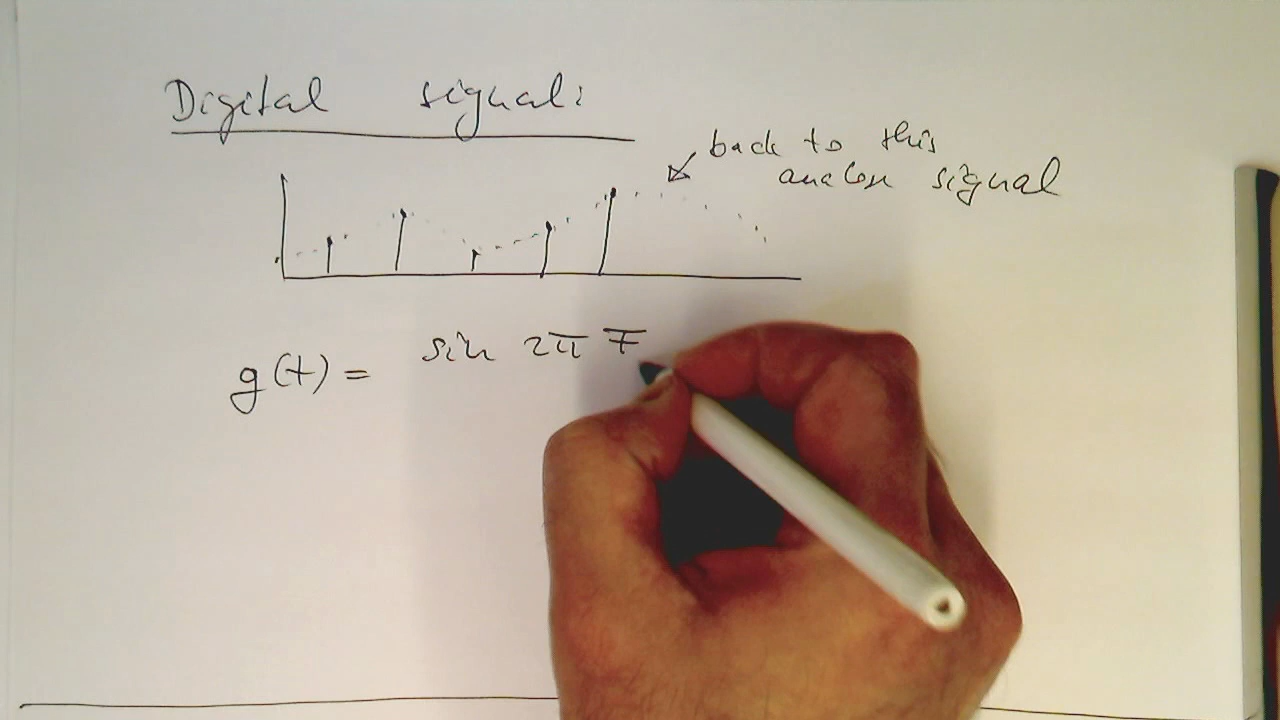 Digital signal:
back to this
analog signal
g(t) =
sin 2π F